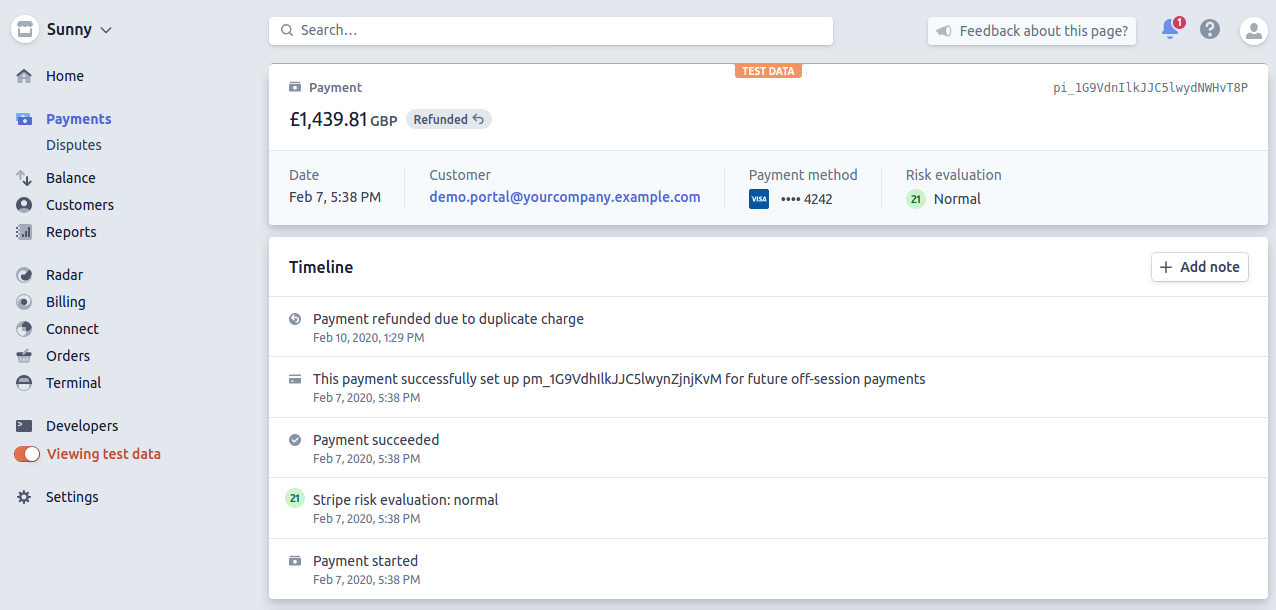 Sunny
Search...
Feedback about this page?
1
Home
Payments
Disputes
Balance
Customers
Reports
Radar
Billing
Connect
Orders
Terminal
Developers
Viewing test data
Settings
TEST DATA
Payment
pi_1G9VdnIlkJJC5lwydNWHvT8P
£1,439.81 GBP Refunded
Date
Feb 7, 5:38 PM
Customer
demo.portal@yourcompany.example.com
Payment method
VISA •••• 4242
Risk evaluation
21 Normal
Timeline
+ Add note
Payment refunded due to duplicate charge
Feb 10, 2020, 1:29 PM
This payment successfully set up pm_1G9VdhIlkJJC5lwynZjnjKvM for future off-session payments
Feb 7, 2020, 5:38 PM
Payment succeeded
Feb 7, 2020, 5:38 PM
21 Stripe risk evaluation: normal
Feb 7, 2020, 5:38 PM
Payment started
Feb 7, 2020, 5:38 PM